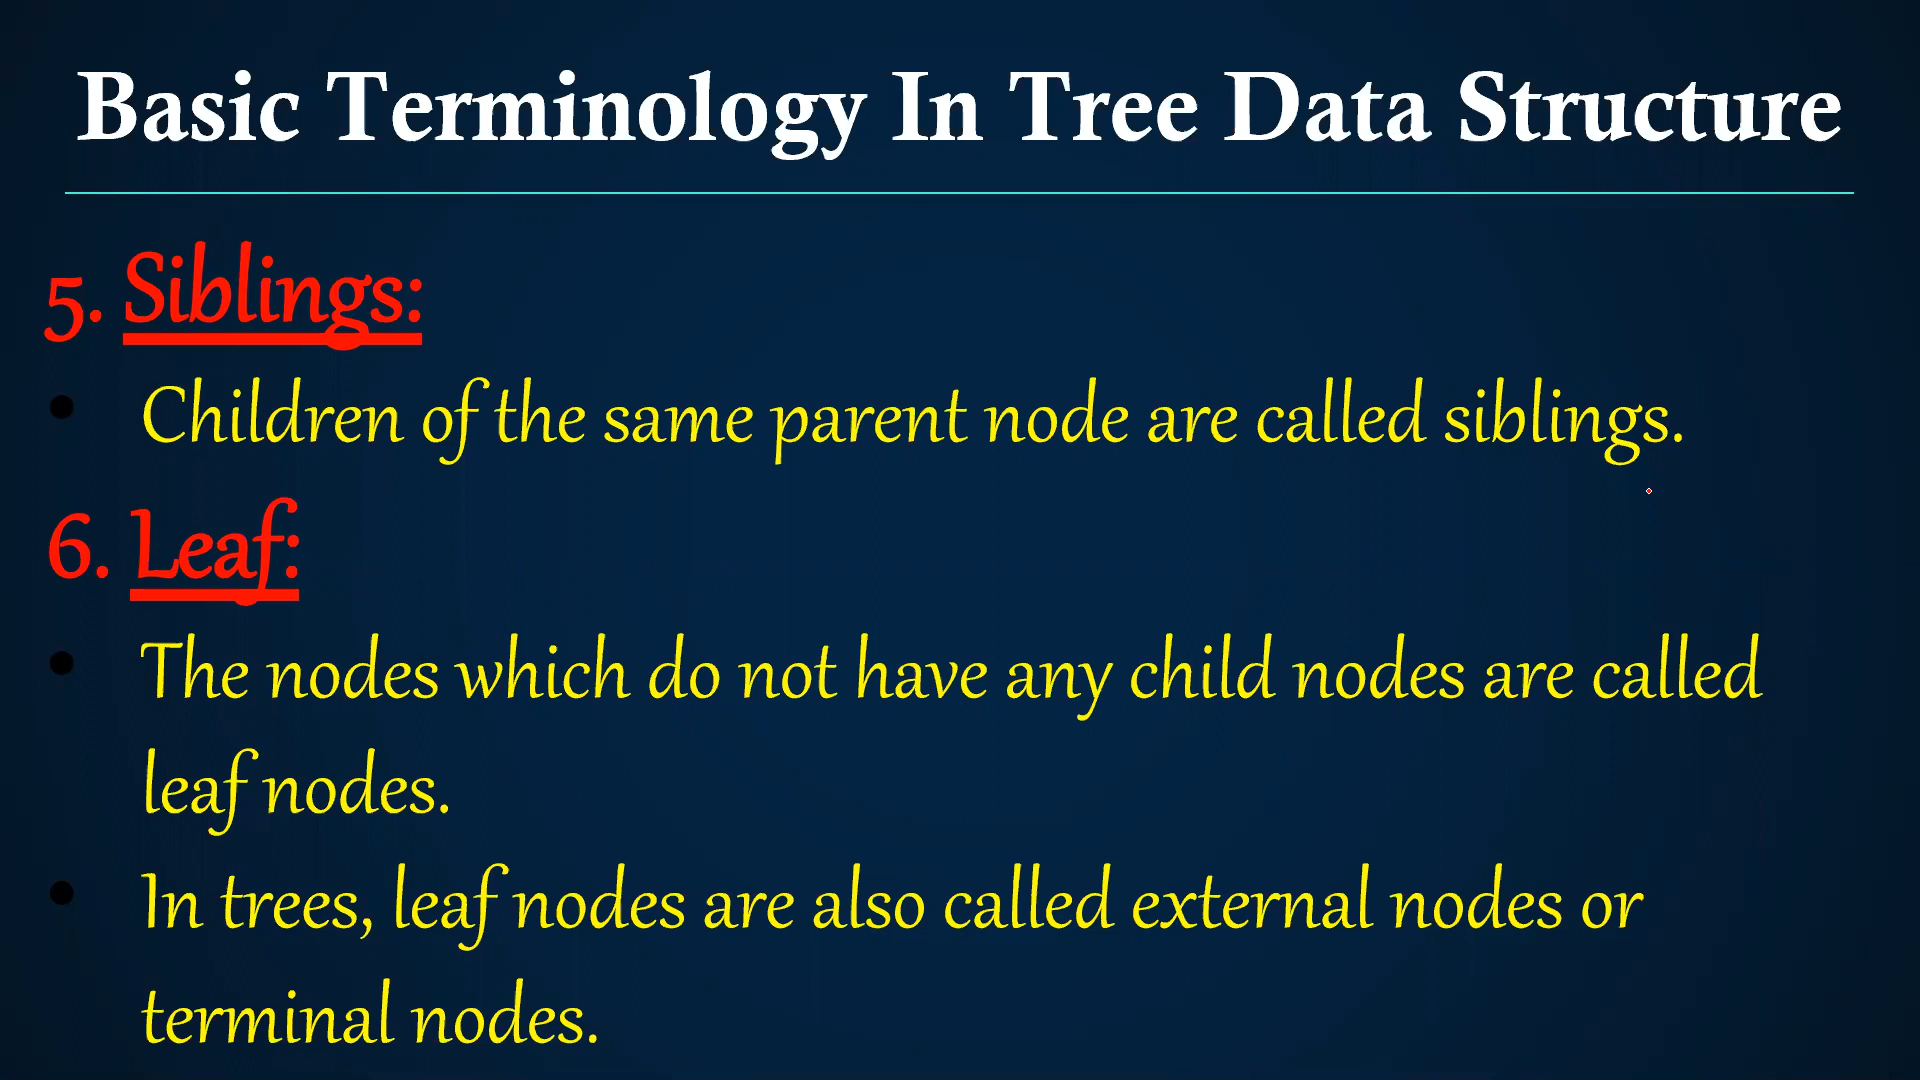 Basic Terminology In Tree Data Structure
5. Siblings:
• Children of the same parent node are called siblings.
6. Leaf:
• The nodes which do not have any child nodes are called
leaf nodes.
• In trees, leaf nodes are also called external nodes or
terminal nodes.